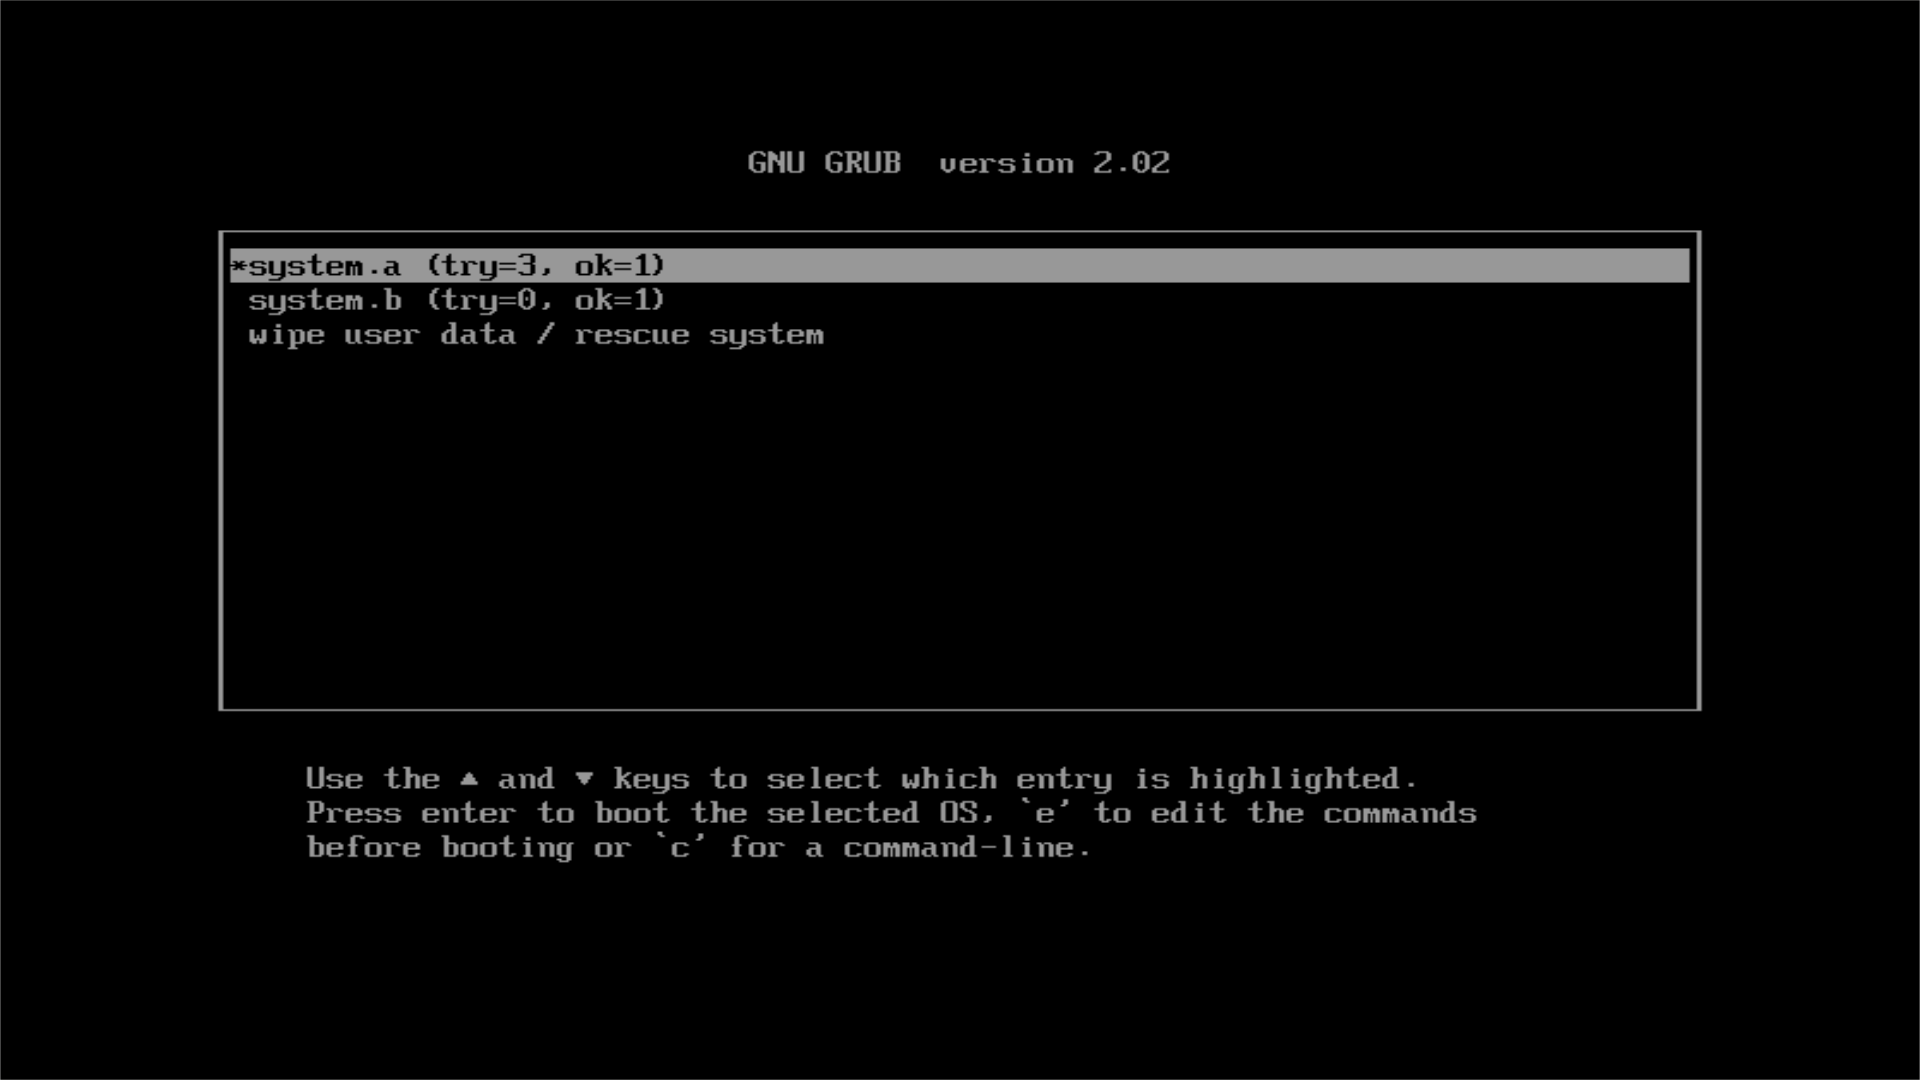 GNU GRUB  version 2.02
*system.a (try=3, ok=1)
system.b (try=0, ok=1)
wipe user data / rescue system
Use the ▲ and ▼ keys to select which entry is highlighted.
Press enter to boot the selected OS, `e' to edit the commands
before booting or `c' for a command-line.